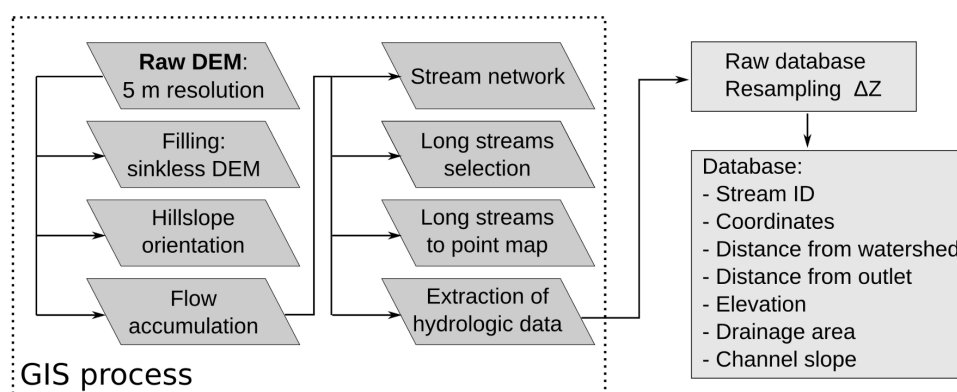 Raw DEM:
5 m resolution
Filling:
sinkless DEM
Hillslope
orientation
Flow
accumulation
Stream network
Long streams
selection
Long streams
to point map
Extraction of
hydrologic data
GIS process
Raw database
Resampling ΔZ
Database:
- Stream ID
- Coordinates
- Distance from watershed
- Distance from outlet
- Elevation
- Drainage area
- Channel slope